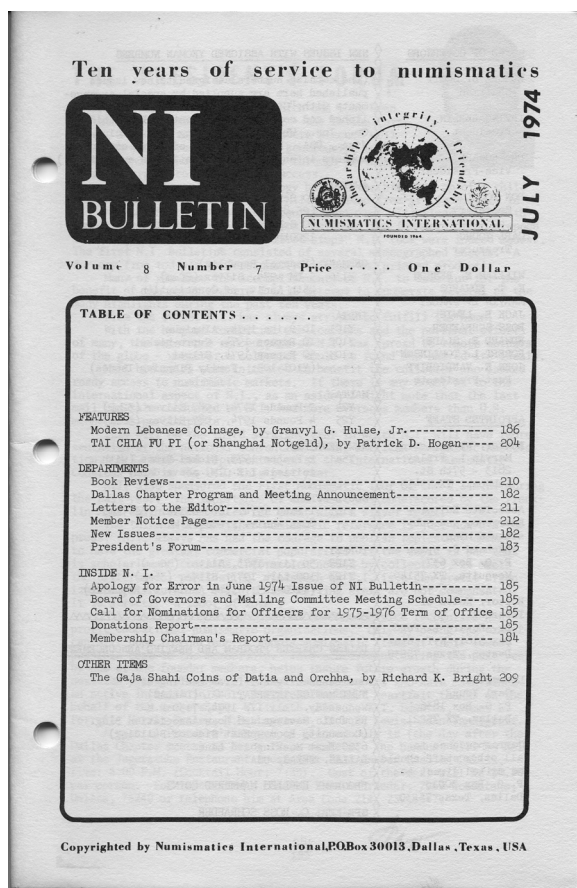 Ten years of service to numismatics
JULY 1974
NI
BULLETIN
scholarship .. integrity .. friendship
NUMISMATICS INTERNATIONAL
FOUNDED 1964
Volume 8 Number 7 Price .... One Dollar
TABLE OF CONTENTS . . . . . .
FEATURES
Modern Lebanese Coinage, by Granvyl G. Hulse, Jr.------------ 186
TAI CHIA FU PI (or Shanghai Notgeld), by Patrick D. Hogan----- 204
DEPARTMENTS
Book Reviews------------------------------------------------- 210
Dallas Chapter Program and Meeting Announcement-------------- 182
Letters to the Editor---------------------------------------- 211
Member Notice Page------------------------------------------- 212
New Issues--------------------------------------------------- 182
President's Forum-------------------------------------------- 183
INSIDE N. I.
Apology for Error in June 1974 Issue of NI Bulletin---------- 185
Board of Governors and Mailing Committee Meeting Schedule----- 185
Call for Nominations for Officers for 1975-1976 Term of Office 185
Donations Report--------------------------------------------- 185
Membership Chairman's Report--------------------------------- 184
OTHER ITEMS
The Gaja Shahi Coins of Datia and Orchha, by Richard K. Bright 209
Copyrighted by Numismatics International,P.O.Box 30013,Dallas,Texas, USA